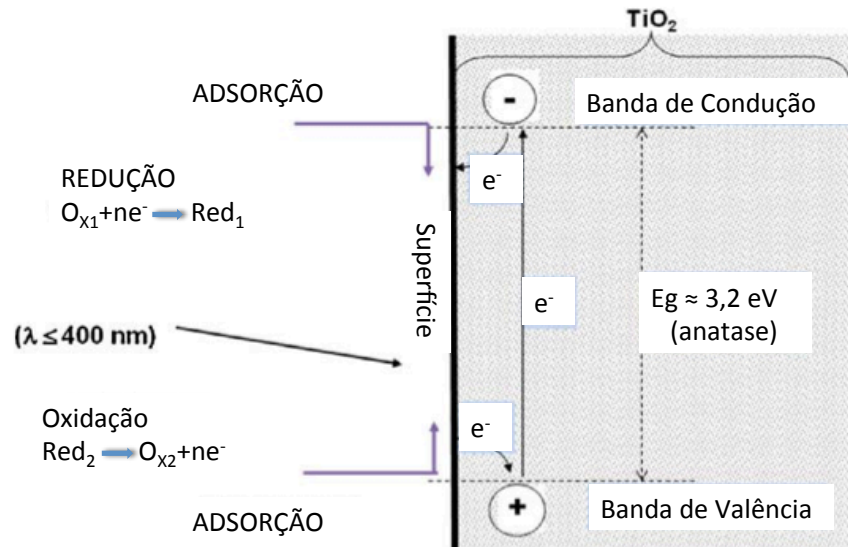 TiO₂
ADSORÇÃO
-
Banda de Condução
e⁻
REDUÇÃO
Oₓ₁+ne⁻ → Red₁
Superfície
e⁻
Eg ≈ 3,2 eV
(anatase)
(λ ≤ 400 nm)
Oxidação
Red₂ → Oₓ₂+ne⁻
e⁻
+
Banda de Valência
ADSORÇÃO